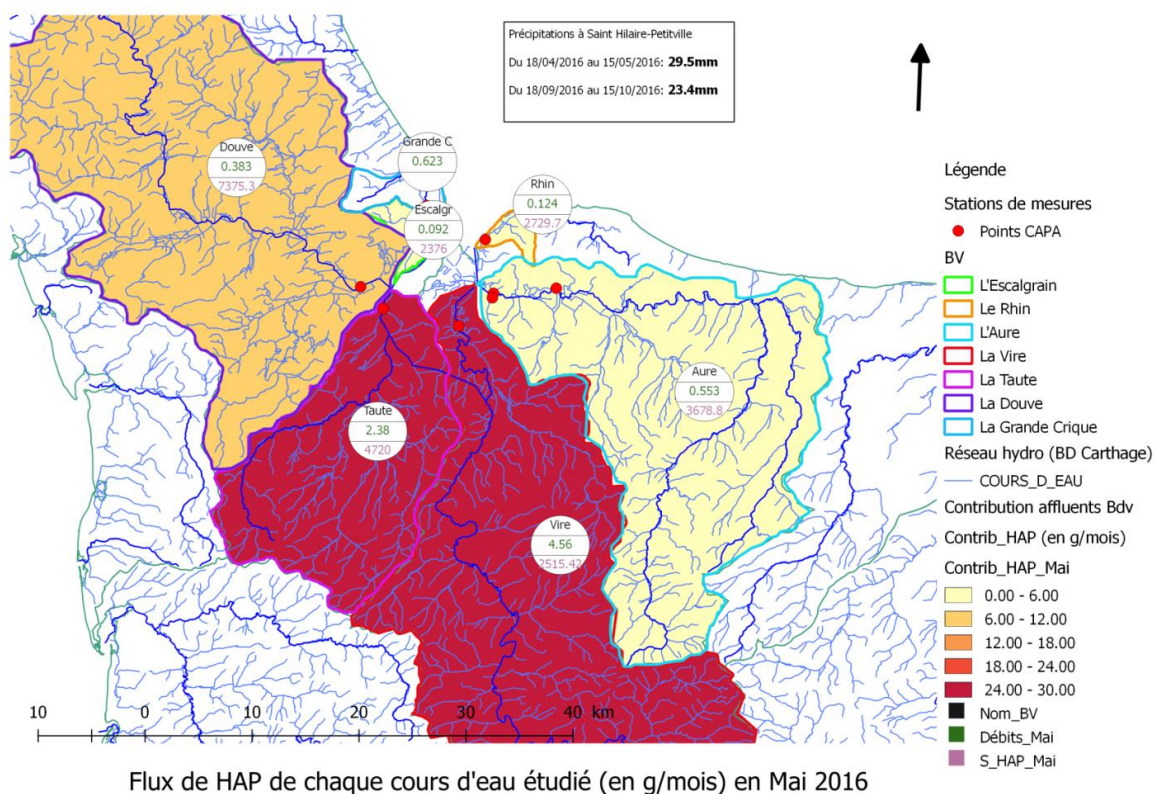 Précipitations à Saint Hilaire-Petitville
Du 18/04/2016 au 15/05/2016: 29.5mm
Du 18/09/2016 au 15/10/2016: 23.4mm
Douve
0.383
7375.3
Grande C
0.623
Escalgr
0.092
2376
Rhin
0.124
2729.7
Aure
0.553
3678.8
Taute
2.38
4720
Vire
4.56
2515.42
Légende
Stations de mesures
Points CAPA
BV
L'Escalgrain
Le Rhin
L'Aure
La Vire
La Taute
La Douve
La Grande Crique
Réseau hydro (BD Carthage)
COURS_D_EAU
Contribution affluents Bdv
Contrib_HAP (en g/mois)
Contrib_HAP_Mai
0.00 - 6.00
6.00 - 12.00
12.00 - 18.00
18.00 - 24.00
24.00 - 30.00
Nom_BV
Débits_Mai
S_HAP_Mai
10 0 10 20 30 40 km
Flux de HAP de chaque cours d'eau étudié (en g/mois) en Mai 2016